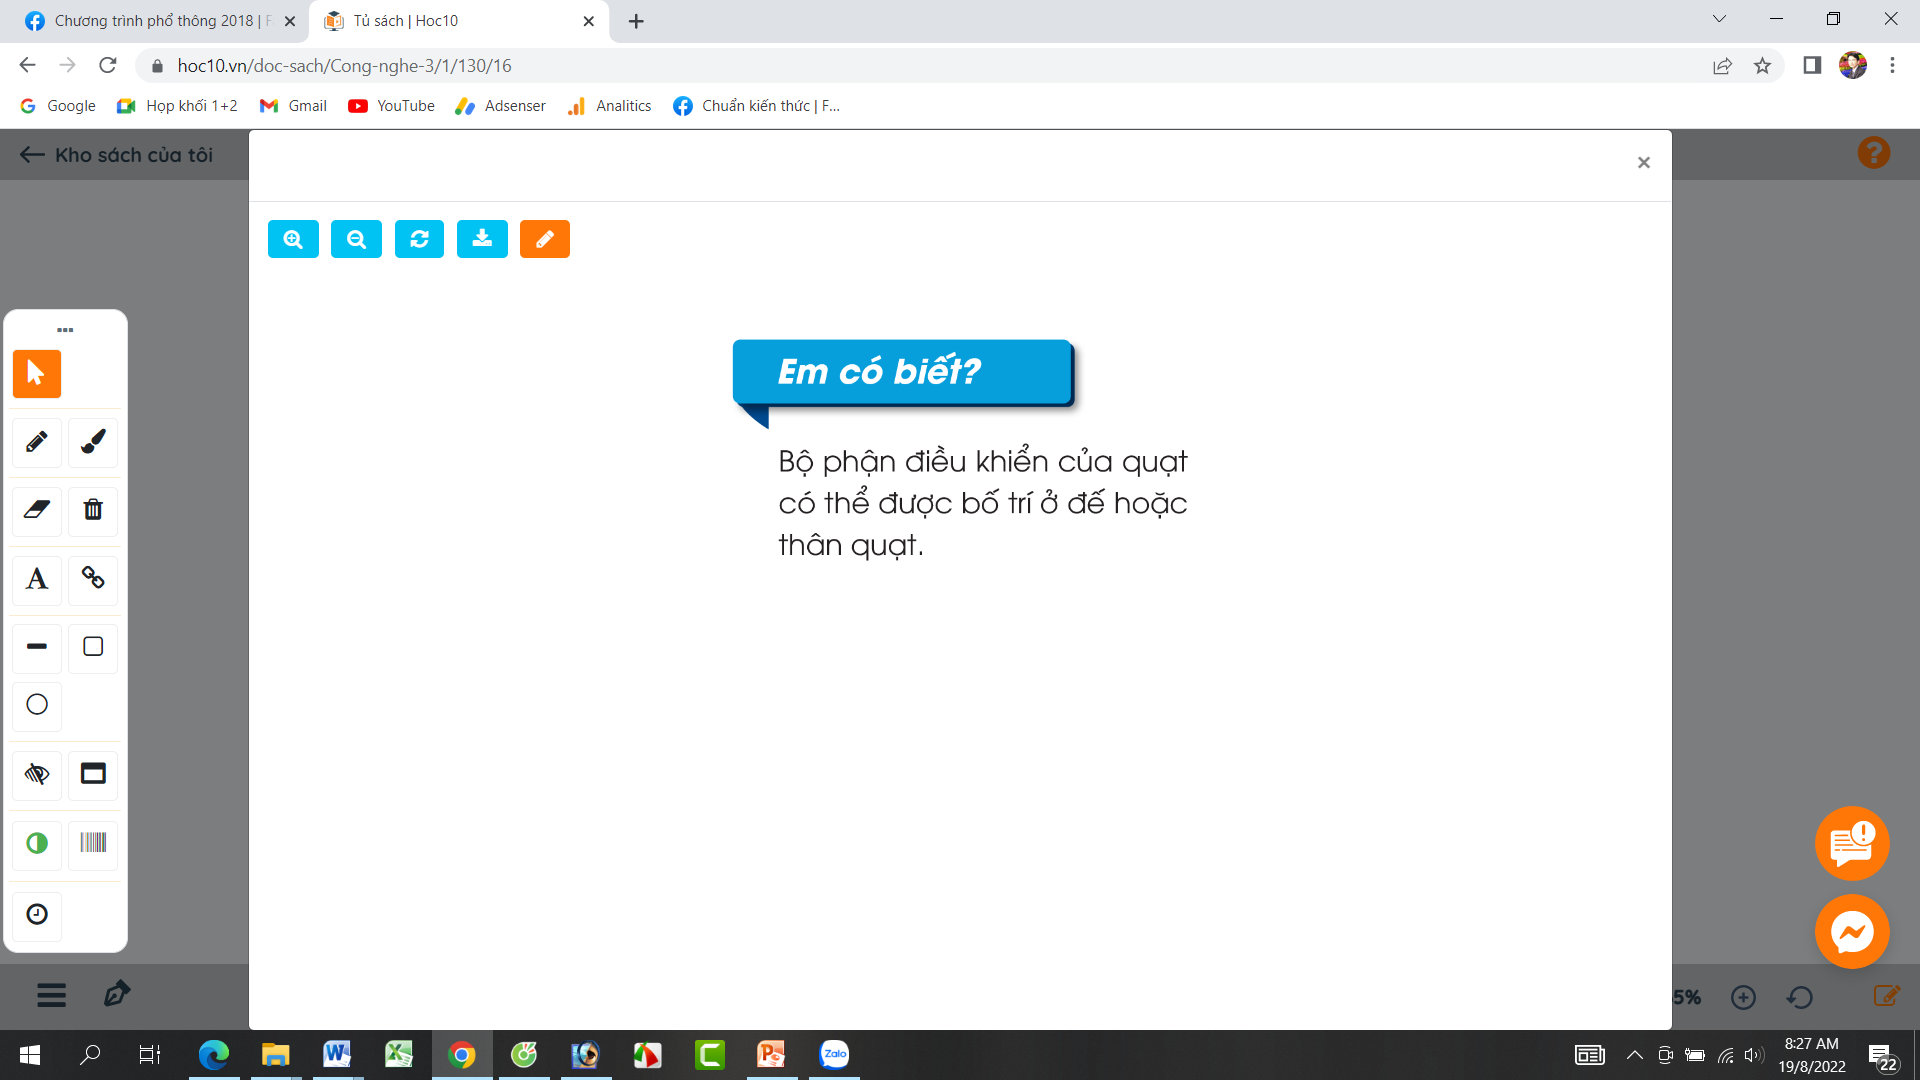 Chương trình phổ thông 2018 | F
Tủ sách | Hoc10
hoc10.vn/doc-sach/Cong-nghe-3/1/130/16
Google
Họp khối 1+2
Gmail
YouTube
Adsenser
Analitics
Chuẩn kiến thức | F...
Kho sách của tôi
Em có biết?
Bộ phận điều khiển của quạt
có thể được bố trí ở đế hoặc
thân quạt.
A
5%
Zalo
8:27 AM
19/8/2022
22